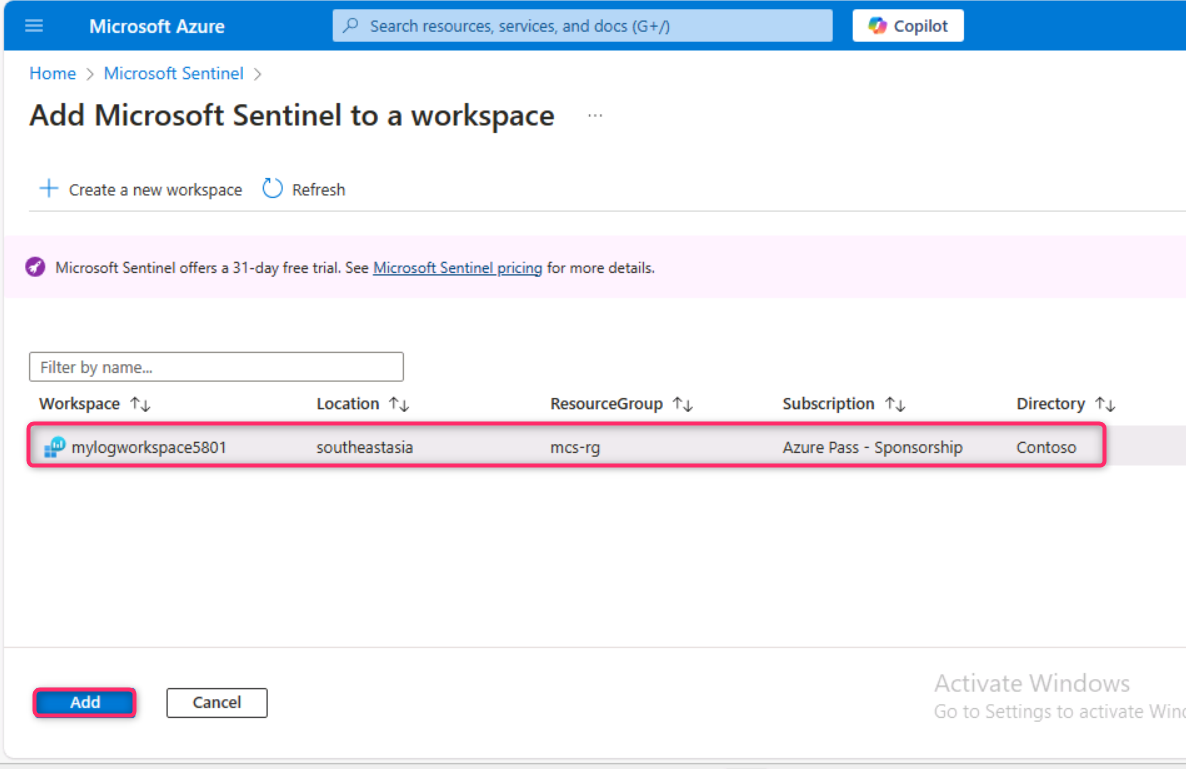 Microsoft Azure Search resources, services, and docs (G+/) Copilot
Home > Microsoft Sentinel >
Add Microsoft Sentinel to a workspace ...
+ Create a new workspace Refresh
Microsoft Sentinel offers a 31-day free trial. See Microsoft Sentinel pricing for more details.
Filter by name...
Workspace ↑↓ Location ↑↓ ResourceGroup ↑↓ Subscription ↑↓ Directory ↑↓
mylogworkspace5801 southeastasia mcs-rg Azure Pass - Sponsorship Contoso
Add Cancel
Activate Windows
Go to Settings to activate